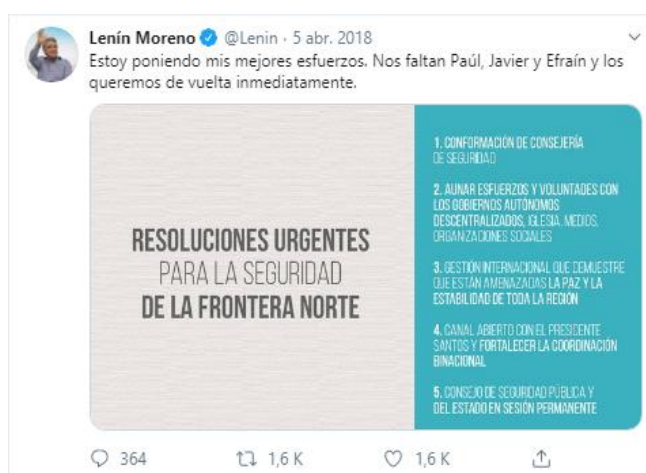 Lenín Moreno @Lenin · 5 abr. 2018
Estoy poniendo mis mejores esfuerzos. Nos faltan Paúl, Javier y Efraín y los
queremos de vuelta inmediatamente.
RESOLUCIONES URGENTES
PARA LA SEGURIDAD
DE LA FRONTERA NORTE
1. CONFORMACIÓN DE CONSEJERÍA
DE SEGURIDAD
2. AUNAR ESFUERZOS Y VOLUNTADES CON
LOS GOBIERNOS AUTÓNOMOS
DESCENTRALIZADOS, IGLESIA, MEDIOS,
ORGANIZACIONES SOCIALES
3. GESTIÓN INTERNACIONAL QUE DEMUESTRE
QUE ESTÁN AMENAZADAS LA PAZ Y LA
ESTABILIDAD DE TODA LA REGIÓN
4. CANAL ABIERTO CON EL PRESIDENTE
SANTOS Y FORTALECER LA COORDINACIÓN
BINACIONAL
5. CONSEJO DE SEGURIDAD PÚBLICA Y
DEL ESTADO EN SESIÓN PERMANENTE
364 1,6 K 1,6 K